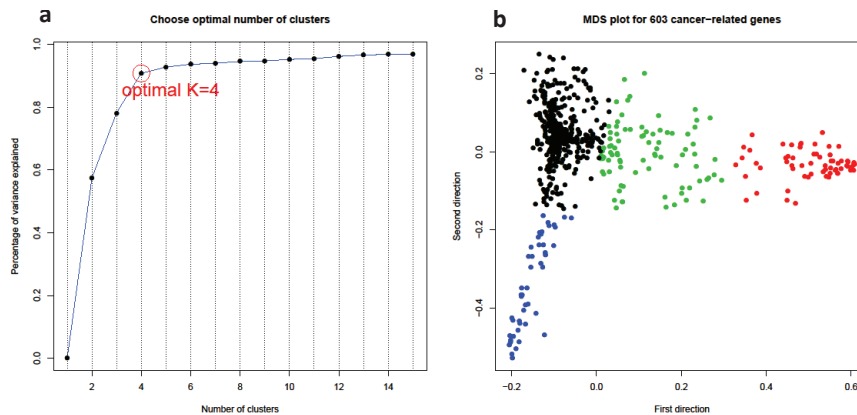 a
Choose optimal number of clusters
Percentage of variance explained
1.0
0.8
0.6
0.4
0.2
0.0
optimal K=4
2 4 6 8 10 12 14
Number of clusters
b
MDS plot for 603 cancer-related genes
Second direction
0.2
0.0
−0.2
−0.4
−0.2 0.0 0.2 0.4 0.6
First direction